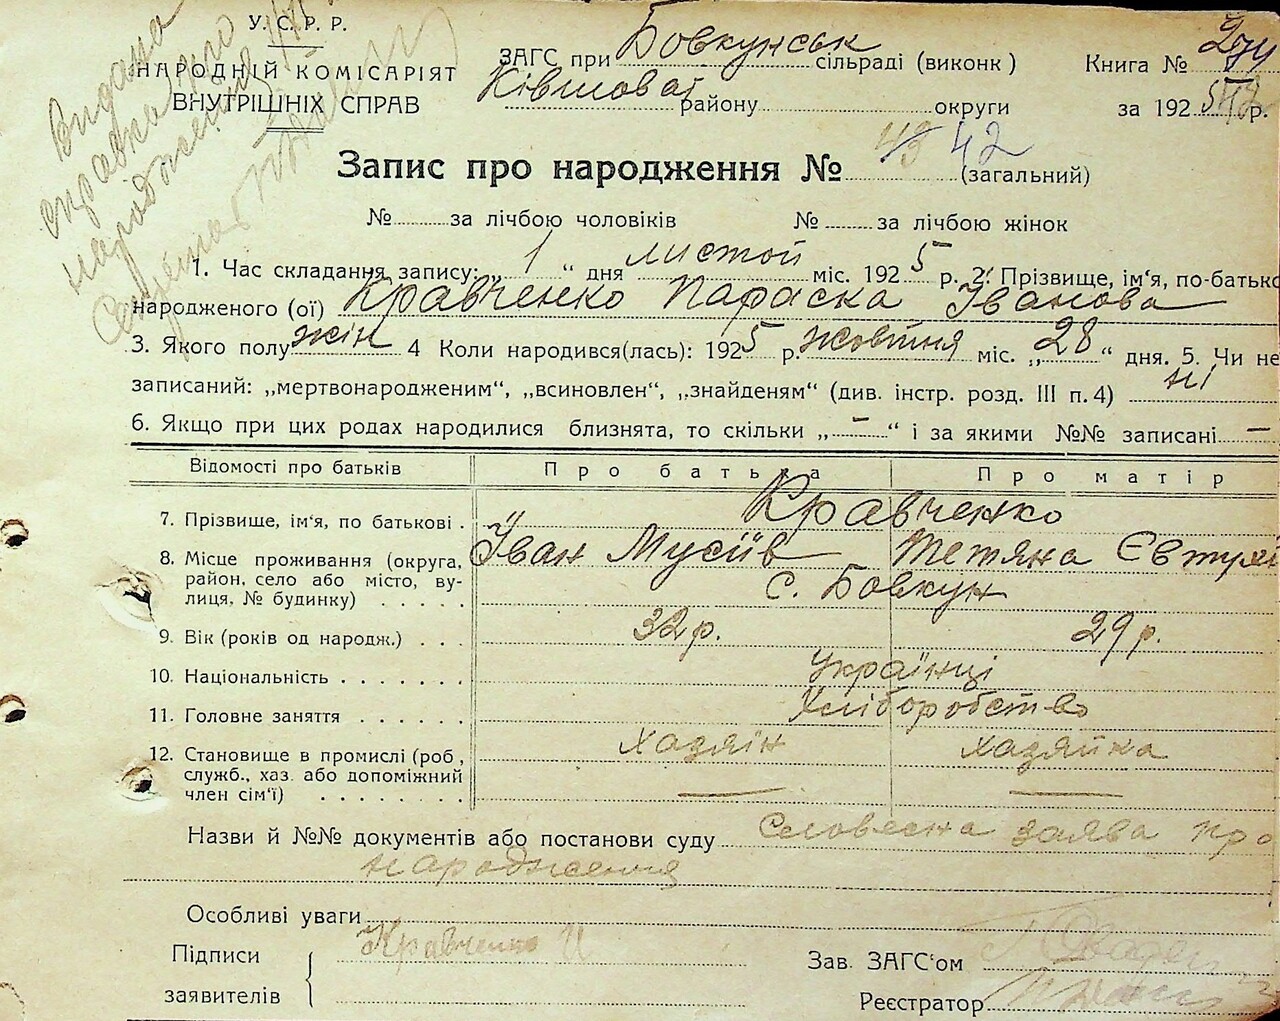 Видана
справка про
народження
У. С. Р. Р.
НАРОДНІЙ КОМІСАРІЯТ
ВНУТРІШНІХ СПРАВ
ЗАГС при Бовкунськ сільраді (виконк)
Ківшоват району округи
Книга №
за 1925 р.
Запис про народження № 43 42 (загальний)
№ за лічбою чоловіків № за лічбою жінок
1. Час складання запису: „ 1 “ дня листоп міс. 1925 р. 2. Прізвище, ім‘я, по-батько
народженого (ої) Кравченко Параска Іванова
3. Якого полу жін 4 Коли народився(лась): 1925 р. жовтня міс. „ 28 “ дня. 5. Чи не
записаний: „мертвонародженим“, „всиновлен“, „знайденям“ (див. інстр. розд. III п. 4) ні
6. Якщо при цих родах народилися близнята, то скільки „ — “ і за якими №№ записані —
Відомості про батьків Про батька Про матір
7. Прізвище, ім‘я, по батькові . Кравченко
Іван Мусіїв Тетяна
8. Місце проживання (округа, район, село або місто, вулиця, № будинку) . . . . . с. Бовкун
9. Вік (років од народж.) . . . 32 р. 29 р.
10. Національність . . . . . . . Українці
11. Головне заняття . . . . . . Хліборобство
12. Становище в промислі (роб, служб., хаз. або допоміжний член сім‘ї) . . . . . . . . Хазяїн Хазяйка
Назви й №№ документів або постанови суду Словесна заява про
народження
Особливі уваги
Підписи Кравченко И
заявителів
Зав. ЗАГС‘ом
Реєстратор